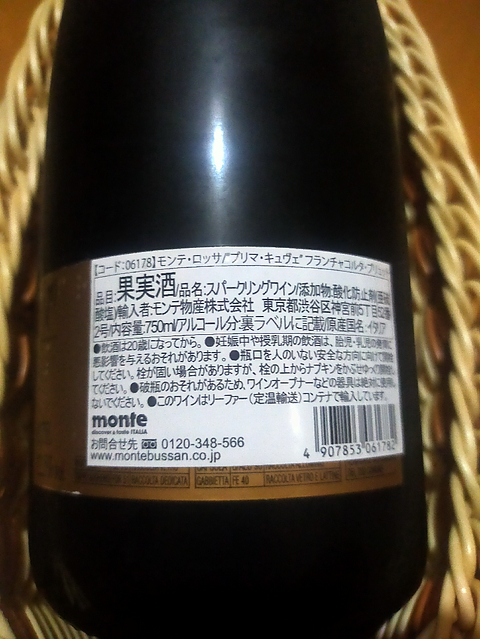 【コード:06178】モンテ・ロッサ/"プリマ・キュヴェ"フランチャコルタ・ブリュット
品目:果実酒/品名:スパークリングワイン/添加物:酸化防止剤(亜硫
酸塩)/輸入者:モンテ物産株式会社 東京都渋谷区神宮前5丁目52番
2号/内容量:750ml/アルコール分:裏ラベルに記載/原産国名:イタリア
●飲酒は20歳になってから。●妊娠中や授乳期の飲酒は、胎児・乳児の発育に
悪影響を与えるおそれがあります。●瓶口を人のいない安全な方向に向けて開栓
してください。栓が固い場合がありますが、栓の上からナプキンをかぶせゆっくり開栓し
てください。●破瓶のおそれがあるため、ワインオープナーなどの器具は絶対に使用し
ないでください。●このワインはリーファー(定温輸送)コンテナで輸入しています。
monte
discover & taste ITALIA
お問合せ先 0120-348-566
www.montebussan.co.jp
4 907853 061782
RACCOLTA DEDICATA GABBIETTA FE 40 RACCOLTA METALLI